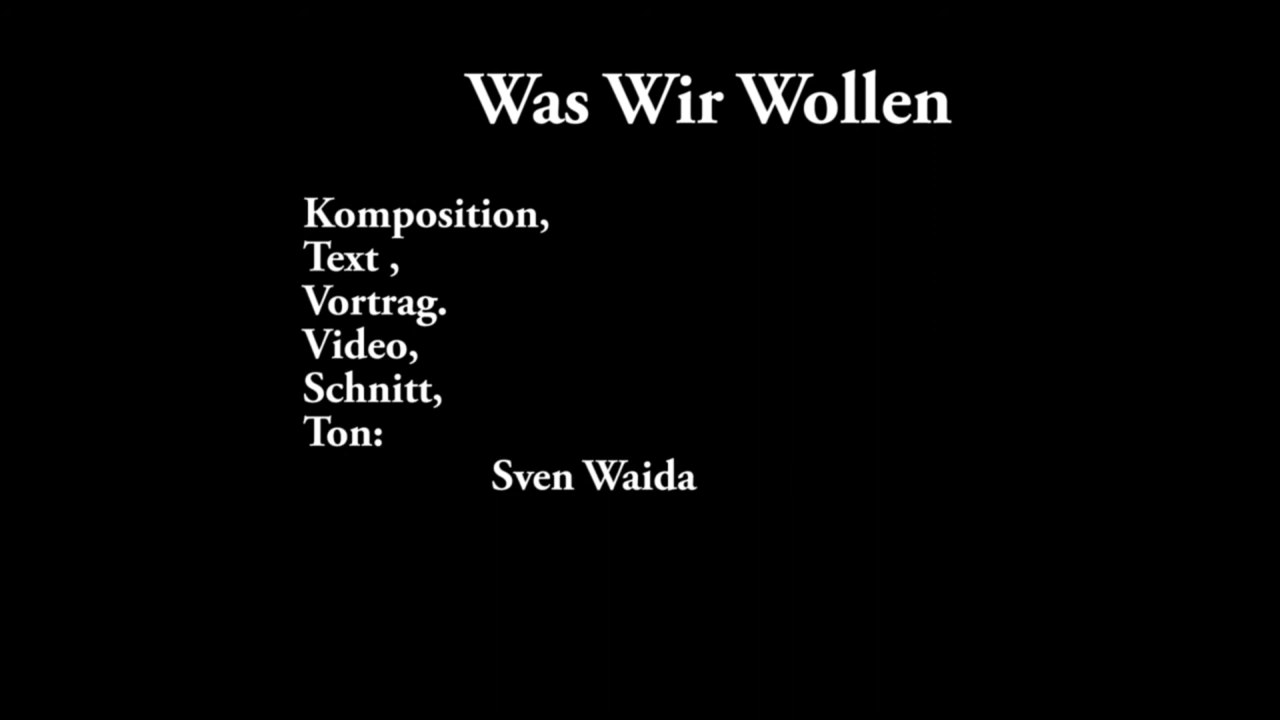 Was Wir Wollen
Komposition,
Text ,
Vortrag.
Video,
Schnitt,
Ton:
Sven Waida